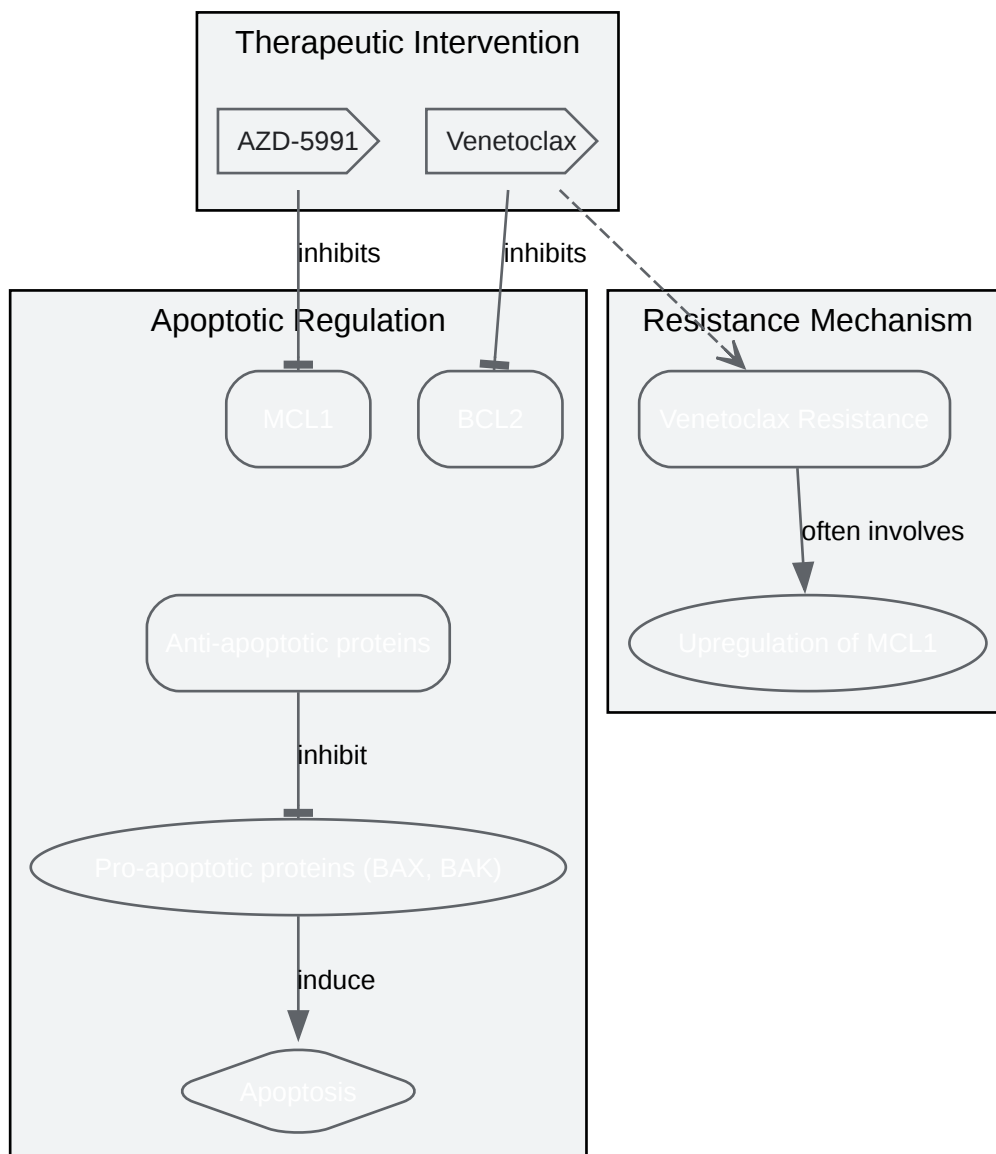 Therapeutic Intervention
AZD-5991
Venetoclax
inhibits
inhibits
Apoptotic Regulation
Resistance Mechanism
MCL1
BCL2
Venetoclax Resistance
often involves
Anti-apoptotic proteins
Upregulation of MCL1
inhibit
Pro-apoptotic proteins (BAX, BAK)
induce
Apoptosis